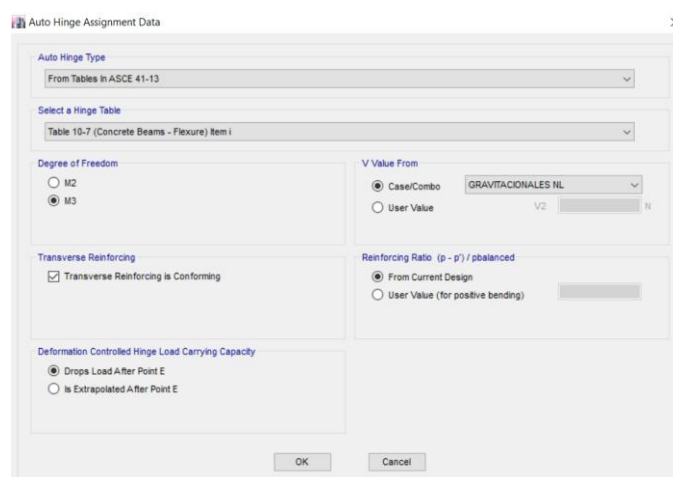 Auto Hinge Assignment Data
Auto Hinge Type
From Tables In ASCE 41-13
Select a Hinge Table
Table 10-7 (Concrete Beams - Flexure) Item i
Degree of Freedom
M2
M3
V Value From
Case/Combo GRAVITACIONALES NL
User Value V2 N
Transverse Reinforcing
Transverse Reinforcing is Conforming
Reinforcing Ratio (p - p') / pbalanced
From Current Design
User Value (for positive bending)
Deformation Controlled Hinge Load Carrying Capacity
Drops Load After Point E
Is Extrapolated After Point E
OK Cancel